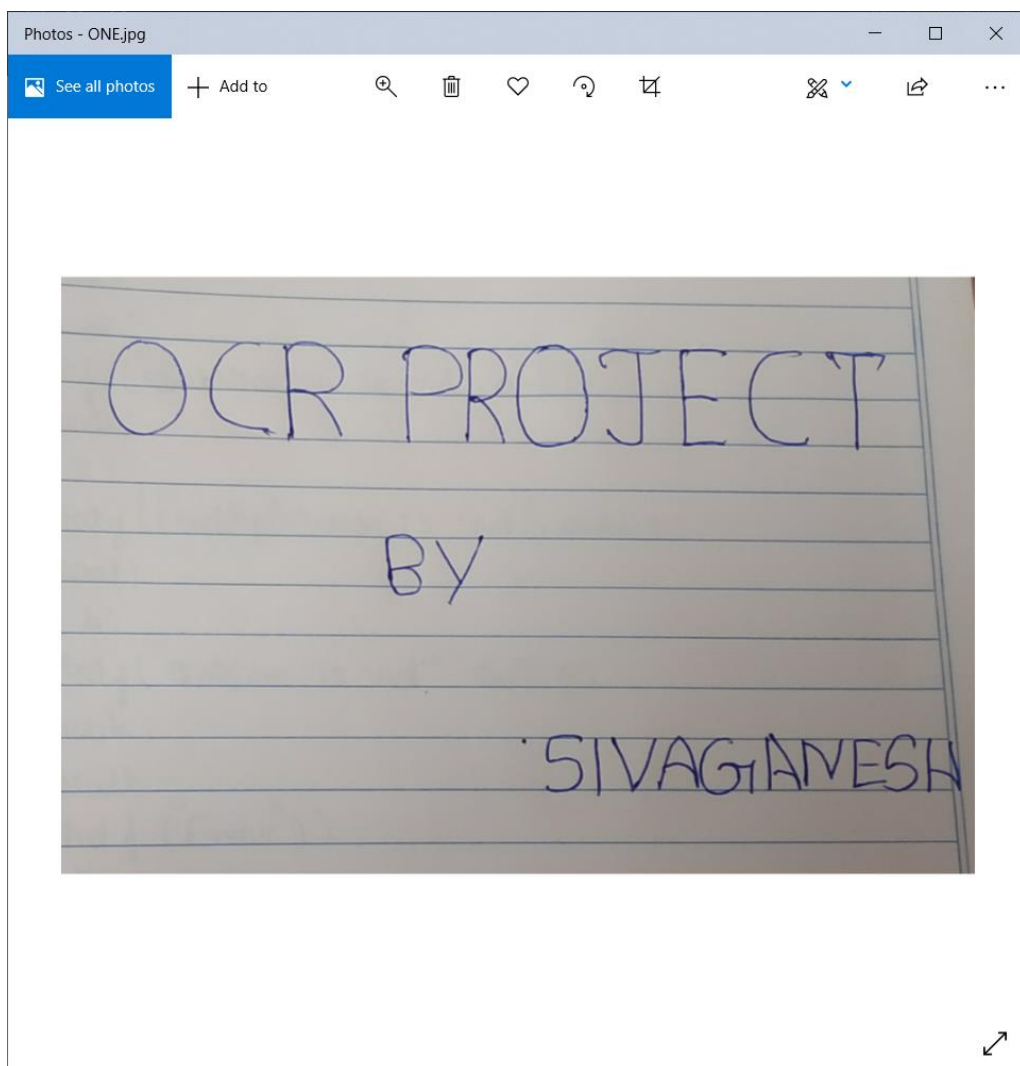 Photos - ONE.jpg
See all photos
Add to
OCR PROJECT
BY
SIVAGANESH